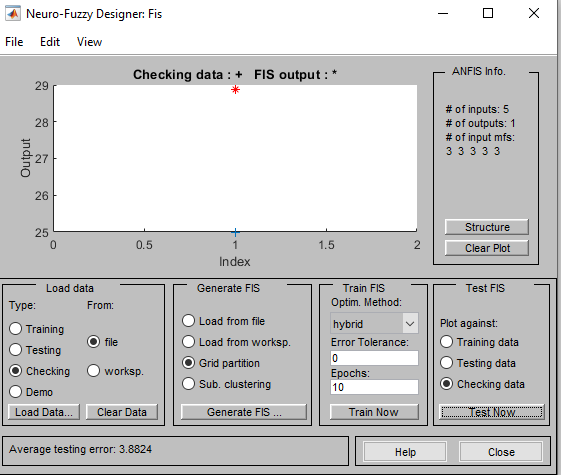 Neuro-Fuzzy Designer: Fis
File Edit View
Checking data : + FIS output : *
29
28
27
26
25
Output
0 0.5 1 1.5 2
Index
ANFIS Info.
# of inputs: 5
# of outputs: 1
# of input mfs:
3 3 3 3 3
Structure
Clear Plot
Load data
Type: From:
Training
Testing
Checking
Demo
file
worksp.
Load Data... Clear Data
Generate FIS
Load from file
Load from worksp.
Grid partition
Sub. clustering
Generate FIS ...
Train FIS
Optim. Method:
hybrid
Error Tolerance:
0
Epochs:
10
Train Now
Test FIS
Plot against:
Training data
Testing data
Checking data
Test Now
Average testing error: 3.8824
Help Close